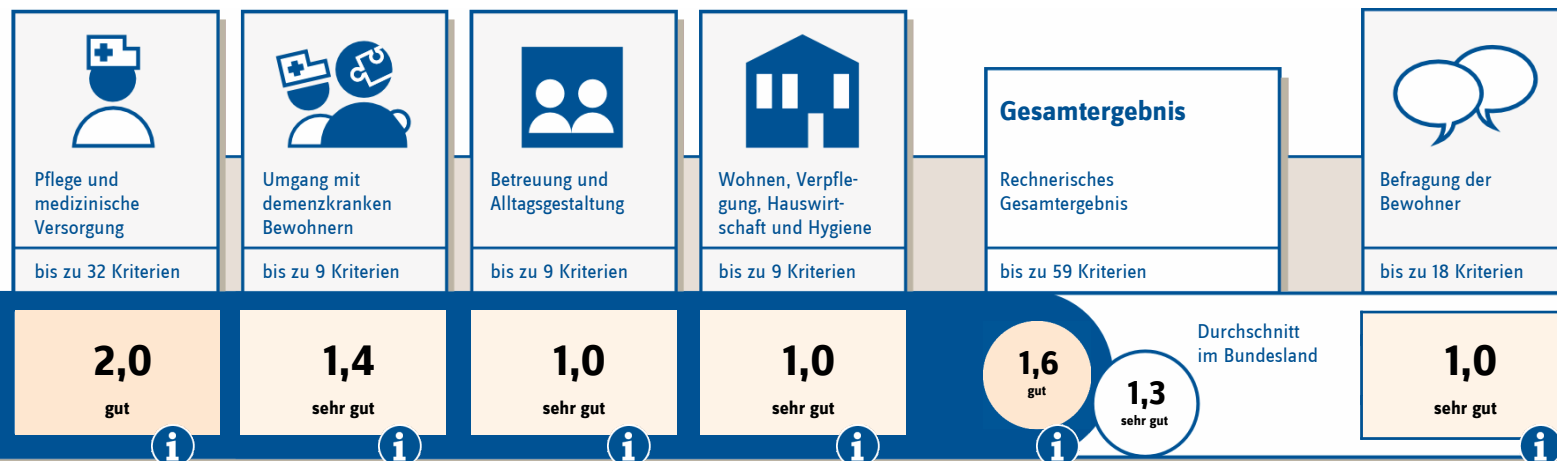 Pflege und
medizinische
Versorgung
bis zu 32 Kriterien
2,0
gut
i
Umgang mit
demenzkranken
Bewohnern
bis zu 9 Kriterien
1,4
sehr gut
i
Betreuung und
Alltagsgestaltung
bis zu 9 Kriterien
1,0
sehr gut
i
Wohnen, Verpfle-
gung, Hauswirt-
schaft und Hygiene
bis zu 9 Kriterien
1,0
sehr gut
i
Gesamtergebnis
Rechnerisches
Gesamtergebnis
bis zu 59 Kriterien
1,6
gut
i
Durchschnitt
im Bundesland
1,3
sehr gut
Befragung der
Bewohner
bis zu 18 Kriterien
1,0
sehr gut
i